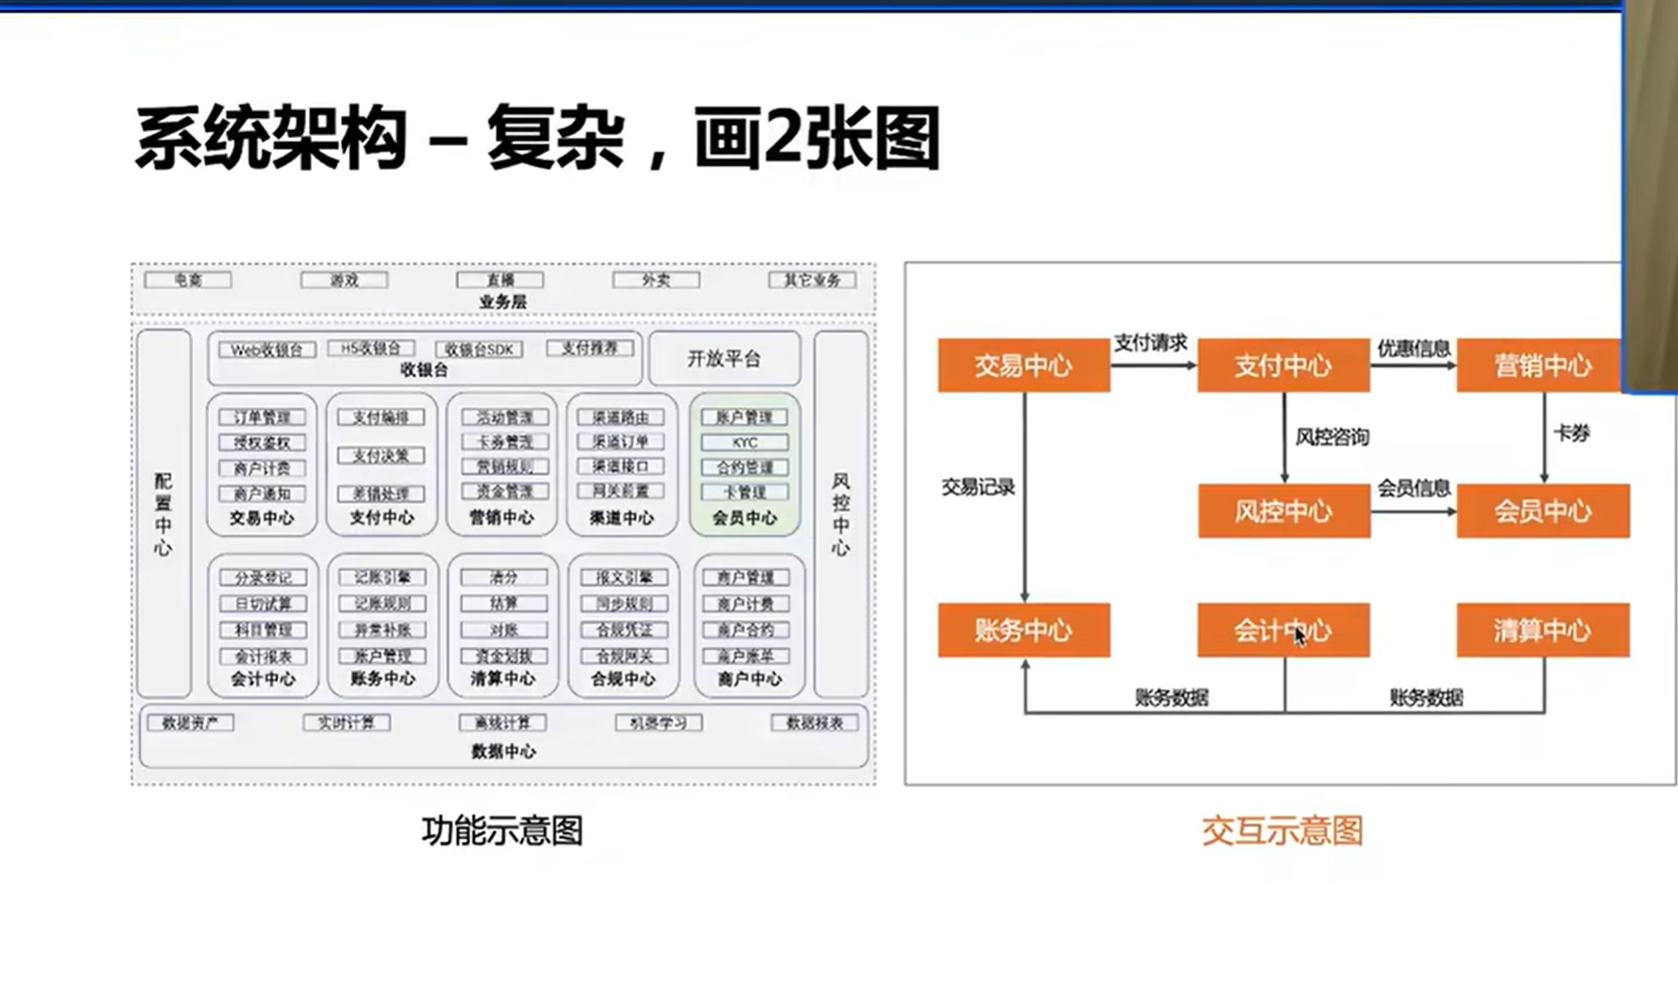 系统架构 – 复杂，画2张图
电商 游戏 直播 外卖 其它业务
业务层
Web收银台 H5收银台 收银台SDK 支付推荐
收银台
开放平台
配置中心
风控中心
订单管理
授权鉴权
商户计费
商户通知
交易中心
支付编排
支付决策
差错处理
支付中心
活动管理
卡券管理
营销规则
资金管理
营销中心
渠道路由
渠道订单
渠道接口
网关前置
渠道中心
账户管理
KYC
合约管理
卡管理
会员中心
分录登记
日切试算
科目管理
会计报表
会计中心
记账引擎
记账规则
异常补账
账户管理
账务中心
清分
结算
对账
资金划拨
清算中心
报文引擎
同步规则
合规凭证
合规网关
合规中心
商户管理
商户计费
商户合约
商户账单
商户中心
数据资产 实时计算 离线计算 机器学习 数据报表
数据中心
功能示意图
交易中心 支付请求 支付中心 优惠信息 营销中心
交易记录 风控咨询 卡券
风控中心 会员信息 会员中心
账务中心 会计中心 清算中心
账务数据 账务数据
交互示意图